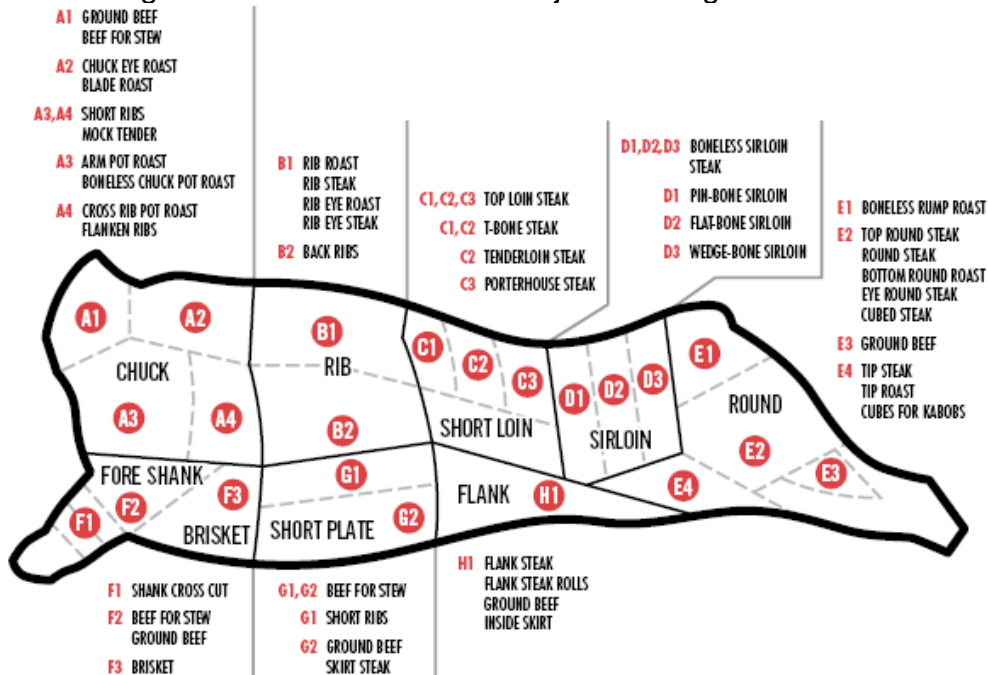 A1 GROUND BEEF
BEEF FOR STEW
A2 CHUCK EYE ROAST
BLADE ROAST
A3,A4 SHORT RIBS
MOCK TENDER
A3 ARM POT ROAST
BONELESS CHUCK POT ROAST
A4 CROSS RIB POT ROAST
FLANKEN RIBS
B1 RIB ROAST
RIB STEAK
RIB EYE ROAST
RIB EYE STEAK
B2 BACK RIBS
C1, C2, C3 TOP LOIN STEAK
C1, C2 T-BONE STEAK
C2 TENDERLOIN STEAK
C3 PORTERHOUSE STEAK
D1,D2,D3 BONELESS SIRLOIN
STEAK
D1 PIN-BONE SIRLOIN
D2 FLAT-BONE SIRLOIN
D3 WEDGE-BONE SIRLOIN
E1 BONELESS RUMP ROAST
E2 TOP ROUND STEAK
ROUND STEAK
BOTTOM ROUND ROAST
EYE ROUND STEAK
CUBED STEAK
E3 GROUND BEEF
E4 TIP STEAK
TIP ROAST
CUBES FOR KABOBS
A1
A2
CHUCK
A3
A4
B1
RIB
B2
C1
C2
C3
SHORT LOIN
D1
D2
D3
SIRLOIN
E1
ROUND
E2
E3
E4
FORE SHANK
F1
F2
F3
BRISKET
G1
SHORT PLATE
G2
FLANK
H1
F1 SHANK CROSS CUT
F2 BEEF FOR STEW
GROUND BEEF
F3 BRISKET
G1,G2 BEEF FOR STEW
G1 SHORT RIBS
G2 GROUND BEEF
SKIRT STEAK
H1 FLANK STEAK
FLANK STEAK ROLLS
GROUND BEEF
INSIDE SKIRT